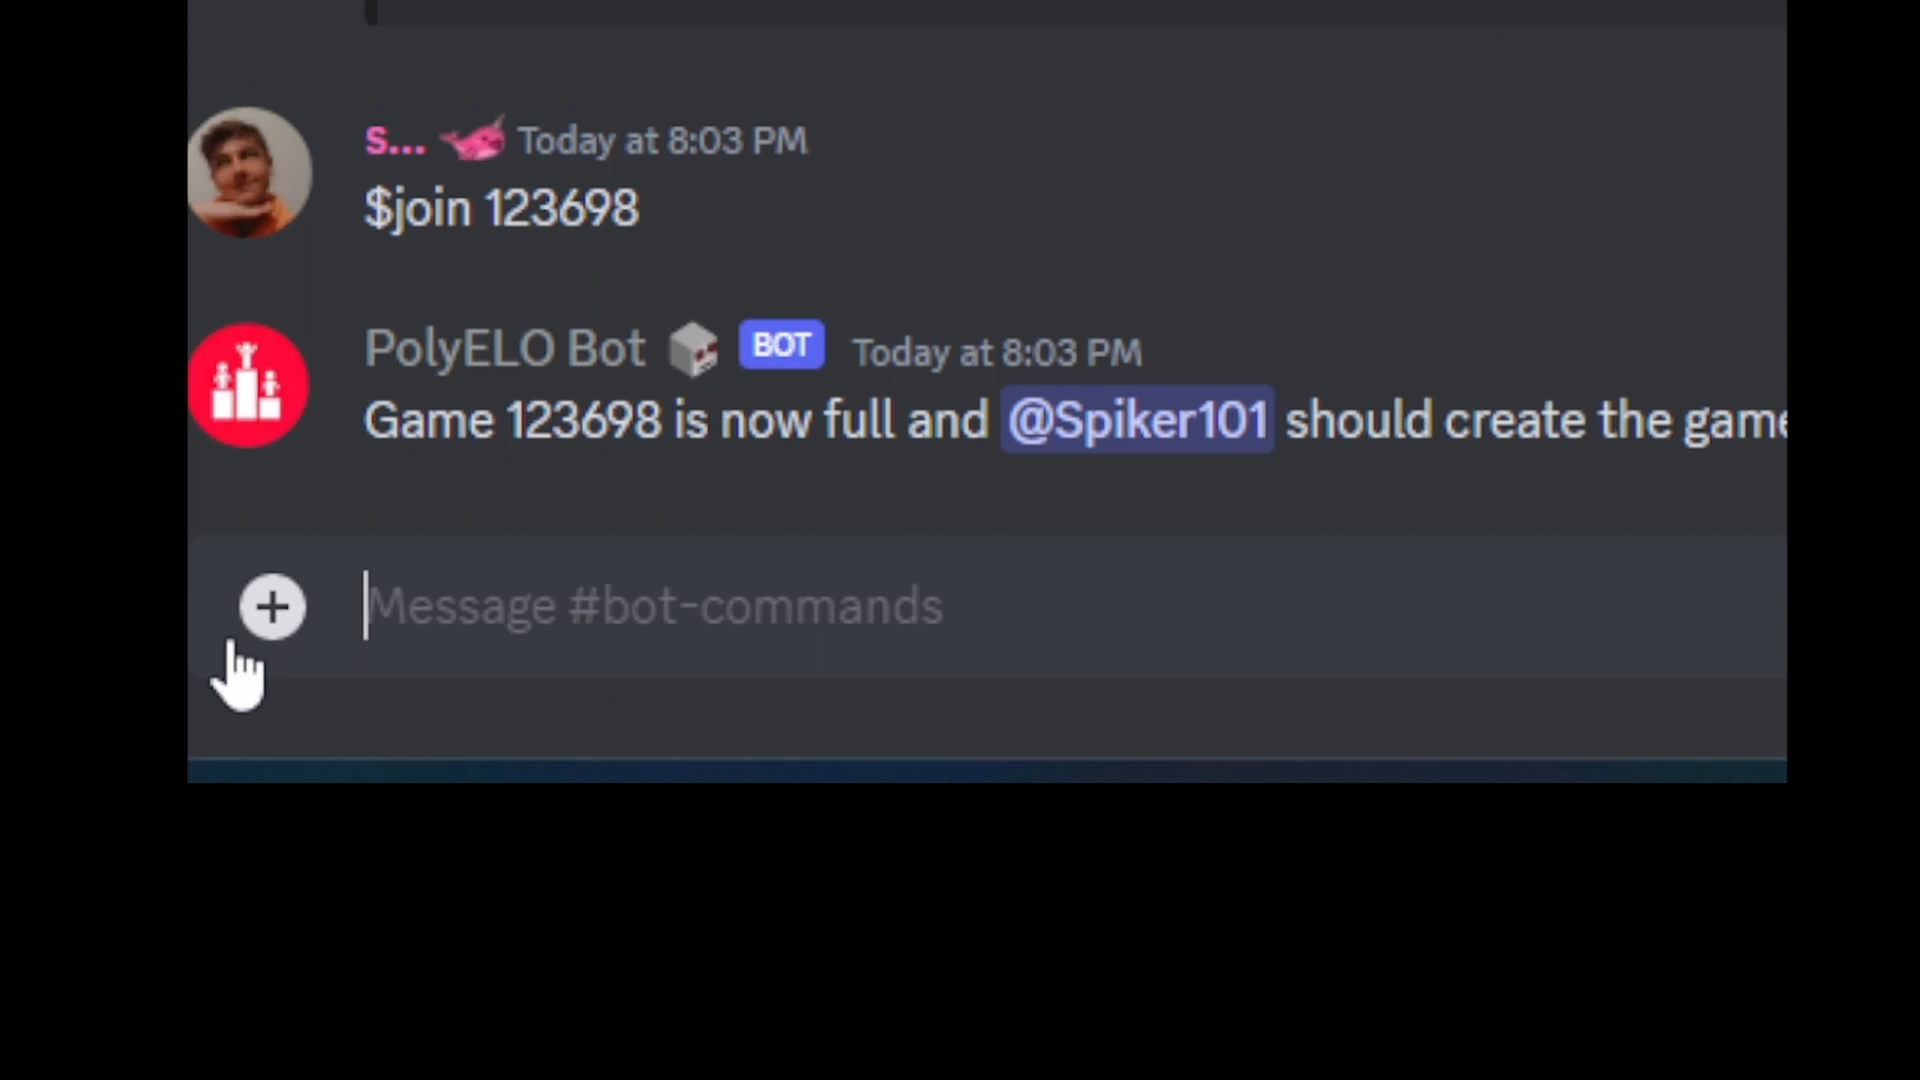 S... Today at 8:03 PM
$join 123698
PolyELO Bot BOT Today at 8:03 PM
Game 123698 is now full and @Spiker101 should create the game
Message #bot-commands